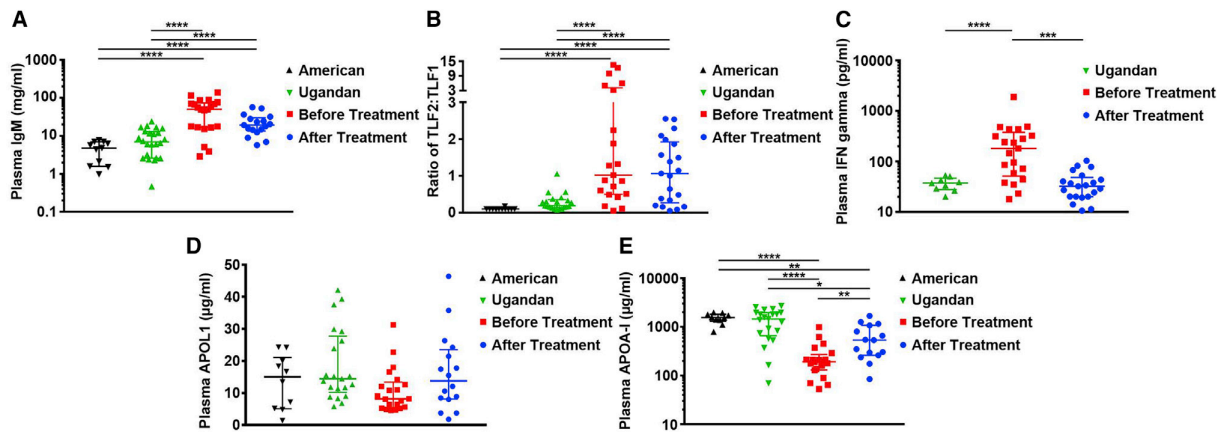 A
****
****
****
****
Plasma IgM (mg/ml)
1000
100
10
1
0.1
American
Ugandan
Before Treatment
After Treatment
B
****
****
****
****
Ratio of TLF2:TLF1
15
9
3
3
2
1
0
American
Ugandan
Before Treatment
After Treatment
C
****
***
Plasma IFN gamma (pg/ml)
10000
1000
100
10
Ugandan
Before Treatment
After Treatment
D
Plasma APOL1 (µg/ml)
50
40
30
20
10
0
American
Ugandan
Before Treatment
After Treatment
E
****
**
****
*
**
Plasma APOA-I (µg/ml)
10000
1000
100
10
American
Ugandan
Before Treatment
After Treatment